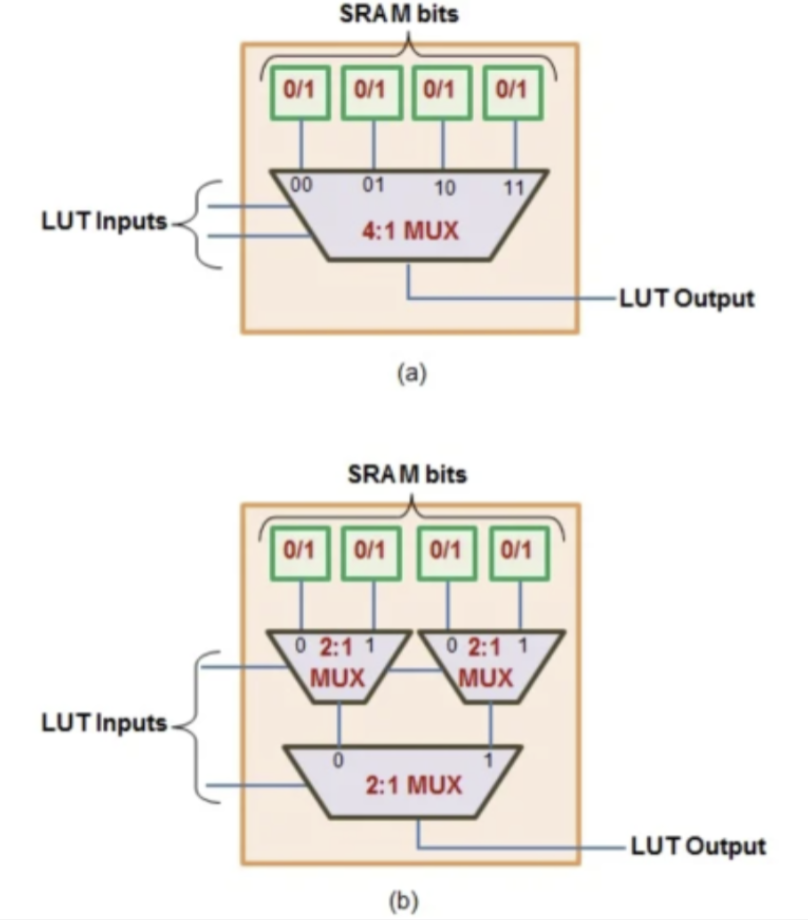 SRAM bits
0/1 0/1 0/1 0/1
00 01 10 11
LUT Inputs
4:1 MUX
LUT Output
(a)
SRAM bits
0/1 0/1 0/1 0/1
0 2:1 1 0 2:1 1
MUX MUX
LUT Inputs
0 1
2:1 MUX
LUT Output
(b)